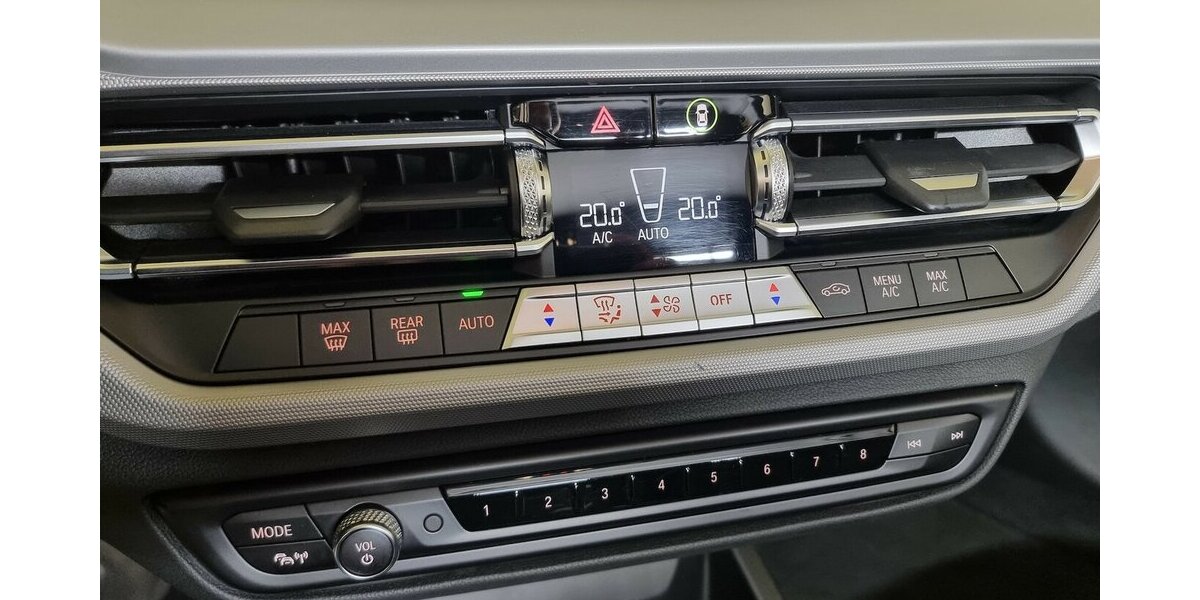 20.0° 20.0°
A/C AUTO
MAX REAR AUTO OFF MENU A/C MAX A/C
1 2 3 4 5 6 7 8
MODE
VOL